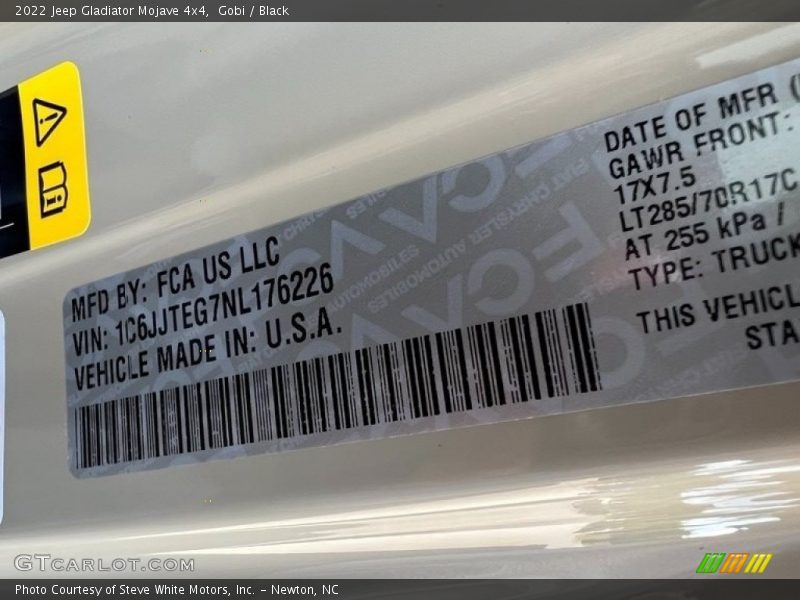 2022 Jeep Gladiator Mojave 4x4, Gobi / Black
MFD BY: FCA US LLC
VIN: 1C6JJTEG7NL176226
VEHICLE MADE IN: U.S.A.
DATE OF MFR
GAWR FRONT:
17X7.5
LT285/70R17C
AT 255 kPa /
TYPE: TRUCK
THIS VEHICL
STA
GTCARLOT.COM
Photo Courtesy of Steve White Motors, Inc. – Newton, NC